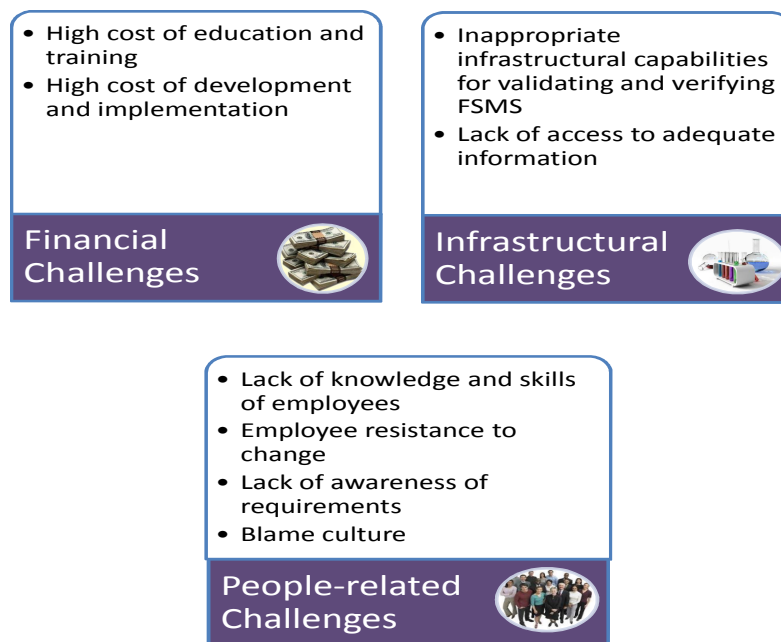 • High cost of education and
training
• High cost of development
and implementation
Financial
Challenges
• Inappropriate
infrastructural capabilities
for validating and verifying
FSMS
• Lack of access to adequate
information
Infrastructural
Challenges
• Lack of knowledge and skills
of employees
• Employee resistance to
change
• Lack of awareness of
requirements
• Blame culture
People-related
Challenges